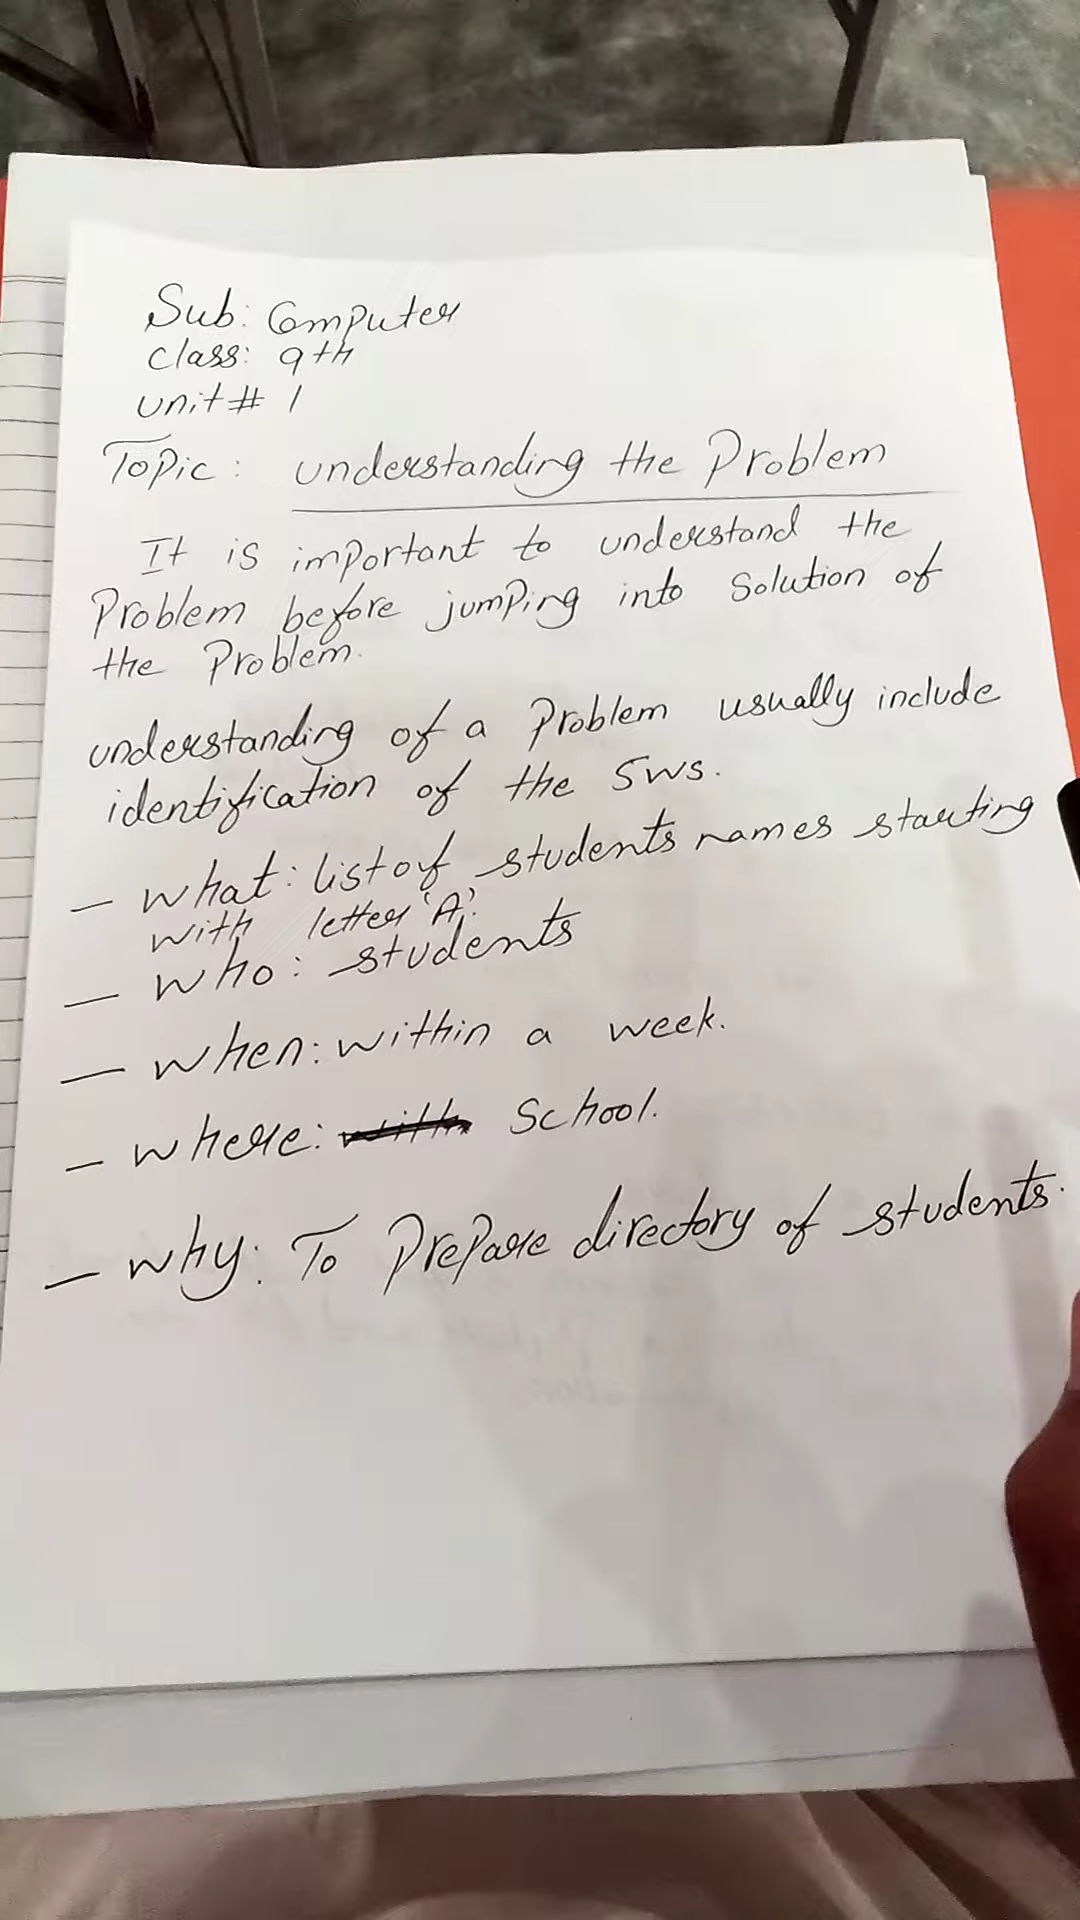 Sub: Computer
Class: 9th
Unit # 1
Topic: understanding the Problem
It is important to understand the
Problem before jumping into Solution of
the Problem.
understanding of a Problem usually include
identification of the 5ws.
- what: list of students names starting
with letter 'A'.
- who: students
- when: within a week.
- where: School.
- why: To Prepare directory of students.